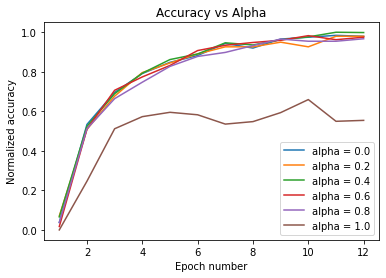 Accuracy vs Alpha
Normalized accuracy
1.0
0.8
0.6
0.4
0.2
0.0
alpha = 0.0
alpha = 0.2
alpha = 0.4
alpha = 0.6
alpha = 0.8
alpha = 1.0
2 4 6 8 10 12
Epoch number